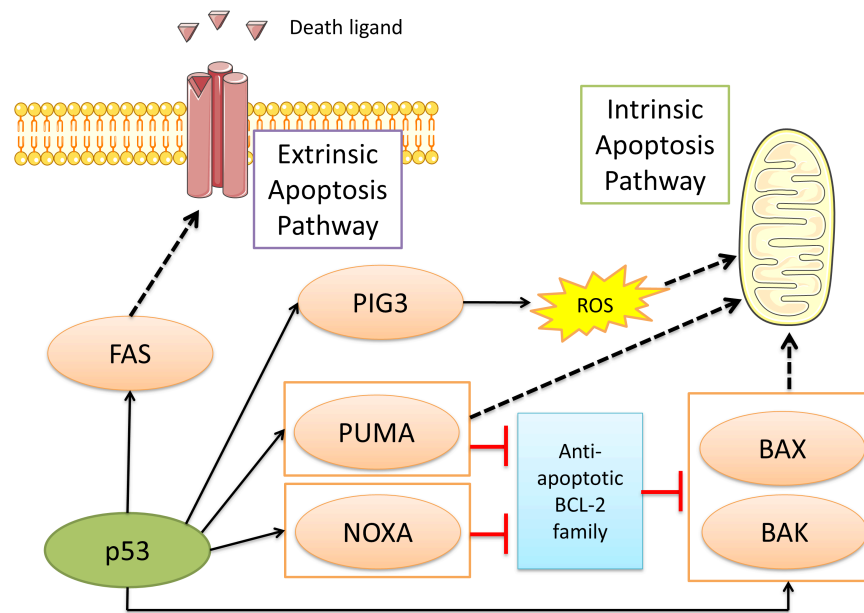 Death ligand
Extrinsic
Apoptosis
Pathway
Intrinsic
Apoptosis
Pathway
PIG3
ROS
FAS
PUMA
Anti-
apoptotic
BCL-2
family
BAX
NOXA
BAK
p53